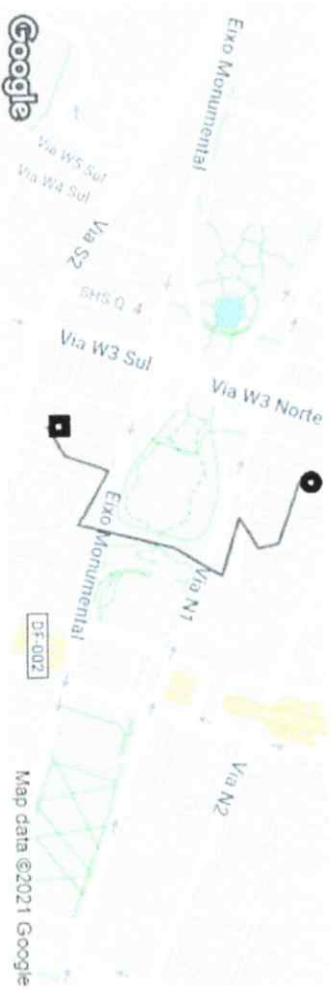 Eixo Monumental
Via W3 Norte
Via N1
Via N2
Via W5 Sul
Via W4 Sul
Via S2
SHS Q. 4
Via W3 Sul
Eixo Monumental
DF-002
Google
Map data ©2021 Google